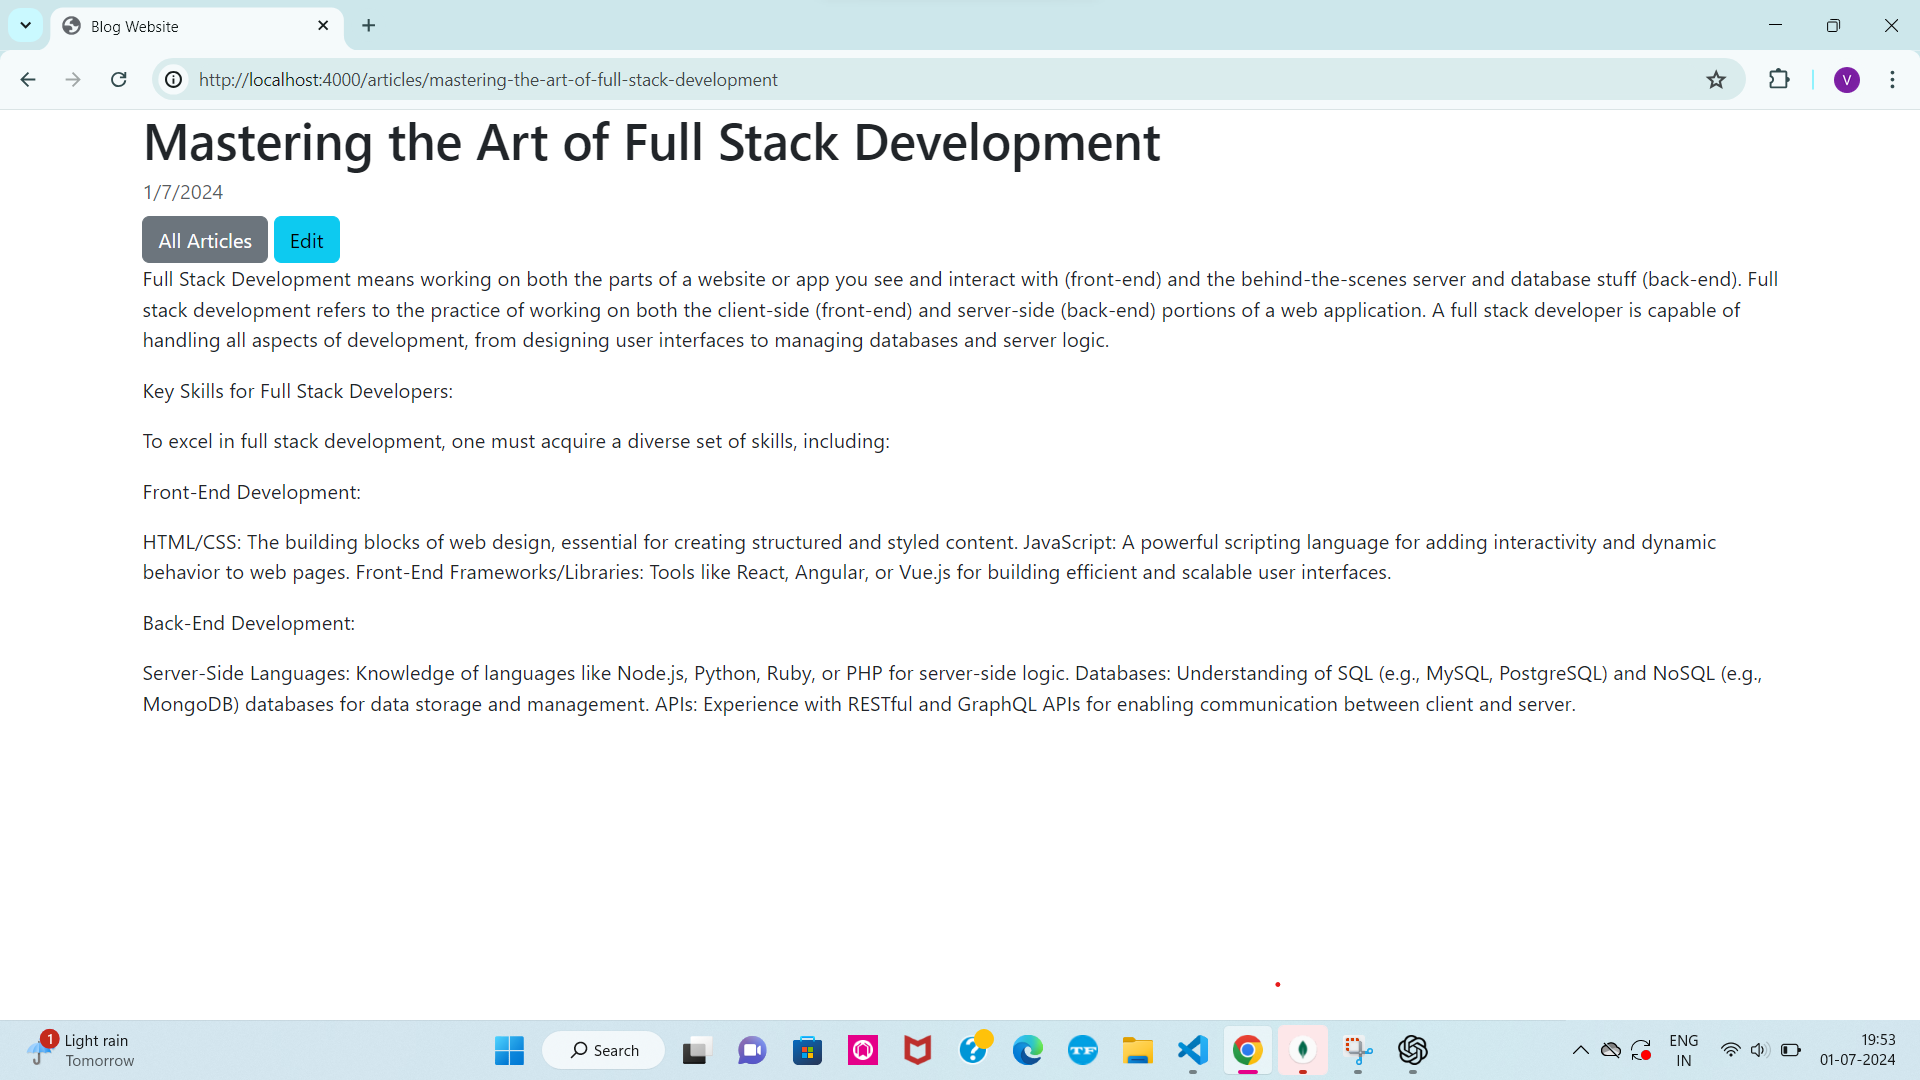 Blog Website
http://localhost:4000/articles/mastering-the-art-of-full-stack-development
V
Mastering the Art of Full Stack Development
1/7/2024
All Articles Edit
Full Stack Development means working on both the parts of a website or app you see and interact with (front-end) and the behind-the-scenes server and database stuff (back-end). Full
stack development refers to the practice of working on both the client-side (front-end) and server-side (back-end) portions of a web application. A full stack developer is capable of
handling all aspects of development, from designing user interfaces to managing databases and server logic.
Key Skills for Full Stack Developers:
To excel in full stack development, one must acquire a diverse set of skills, including:
Front-End Development:
HTML/CSS: The building blocks of web design, essential for creating structured and styled content. JavaScript: A powerful scripting language for adding interactivity and dynamic
behavior to web pages. Front-End Frameworks/Libraries: Tools like React, Angular, or Vue.js for building efficient and scalable user interfaces.
Back-End Development:
Server-Side Languages: Knowledge of languages like Node.js, Python, Ruby, or PHP for server-side logic. Databases: Understanding of SQL (e.g., MySQL, PostgreSQL) and NoSQL (e.g.,
MongoDB) databases for data storage and management. APIs: Experience with RESTful and GraphQL APIs for enabling communication between client and server.
1
Light rain
Tomorrow
Search
TF
ENG
IN
19:53
01-07-2024